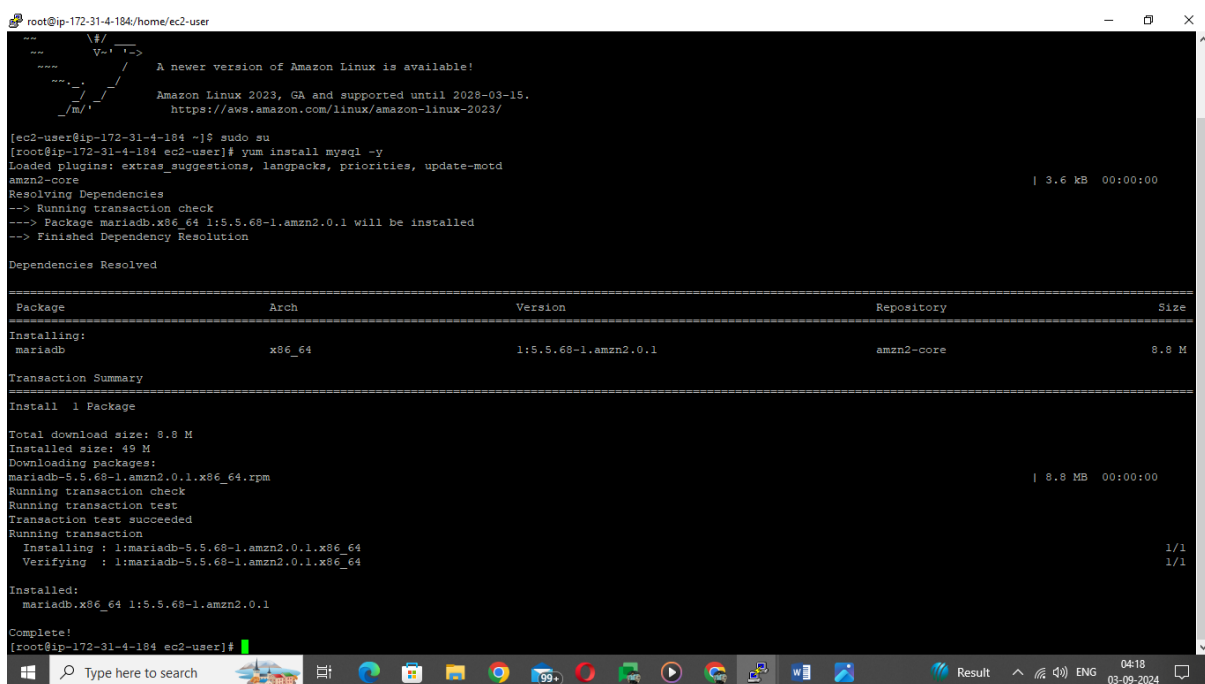 root@ip-172-31-4-184:/home/ec2-user
~~ \#/ ___
~~ V~' '->
~~~ / A newer version of Amazon Linux is available!
~~._. _/
_/ _/ Amazon Linux 2023, GA and supported until 2028-03-15.
_/m/' https://aws.amazon.com/linux/amazon-linux-2023/
[ec2-user@ip-172-31-4-184 ~]$ sudo su
[root@ip-172-31-4-184 ec2-user]# yum install mysql -y
Loaded plugins: extras_suggestions, langpacks, priorities, update-motd
amzn2-core | 3.6 kB 00:00:00
Resolving Dependencies
--> Running transaction check
---> Package mariadb.x86_64 1:5.5.68-1.amzn2.0.1 will be installed
--> Finished Dependency Resolution
Dependencies Resolved
Package Arch Version Repository Size
Installing:
mariadb x86_64 1:5.5.68-1.amzn2.0.1 amzn2-core 8.8 M
Transaction Summary
Install 1 Package
Total download size: 8.8 M
Installed size: 49 M
Downloading packages:
mariadb-5.5.68-1.amzn2.0.1.x86_64.rpm | 8.8 MB 00:00:00
Running transaction check
Running transaction test
Transaction test succeeded
Running transaction
Installing : 1:mariadb-5.5.68-1.amzn2.0.1.x86_64 1/1
Verifying : 1:mariadb-5.5.68-1.amzn2.0.1.x86_64 1/1
Installed:
mariadb.x86_64 1:5.5.68-1.amzn2.0.1
Complete!
[root@ip-172-31-4-184 ec2-user]#
Type here to search 99+ Result ENG 04:18
03-09-2024